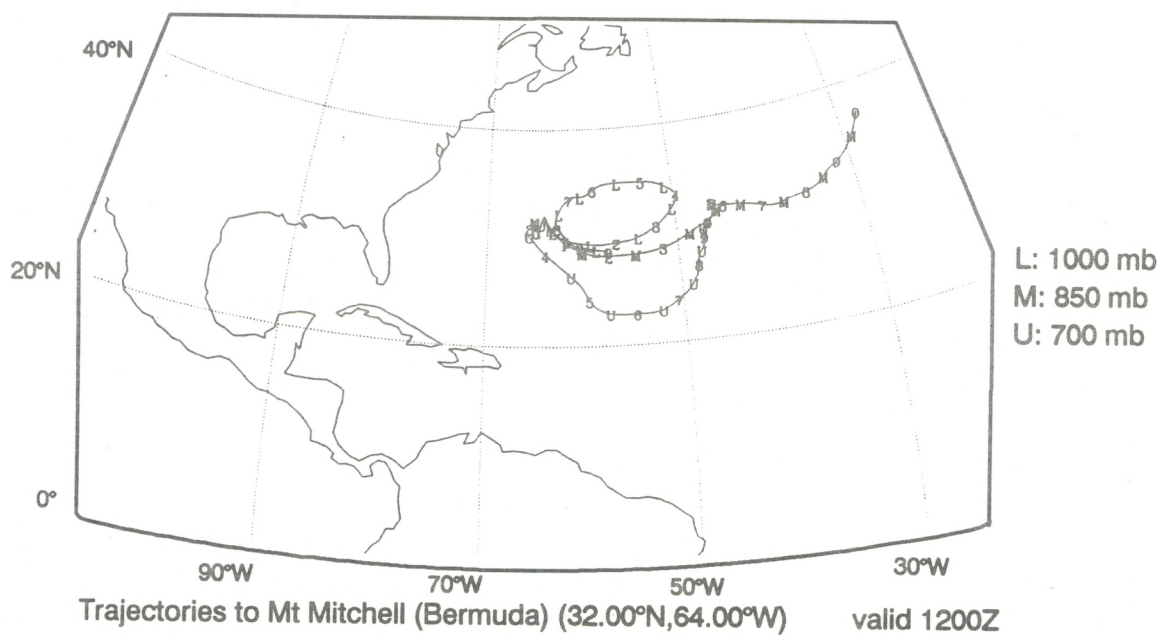 40°N
20°N
0°
L: 1000 mb
M: 850 mb
U: 700 mb
90°W
70°W
50°W
30°W
Trajectories to Mt Mitchell (Bermuda) (32.00°N,64.00°W) valid 1200Z